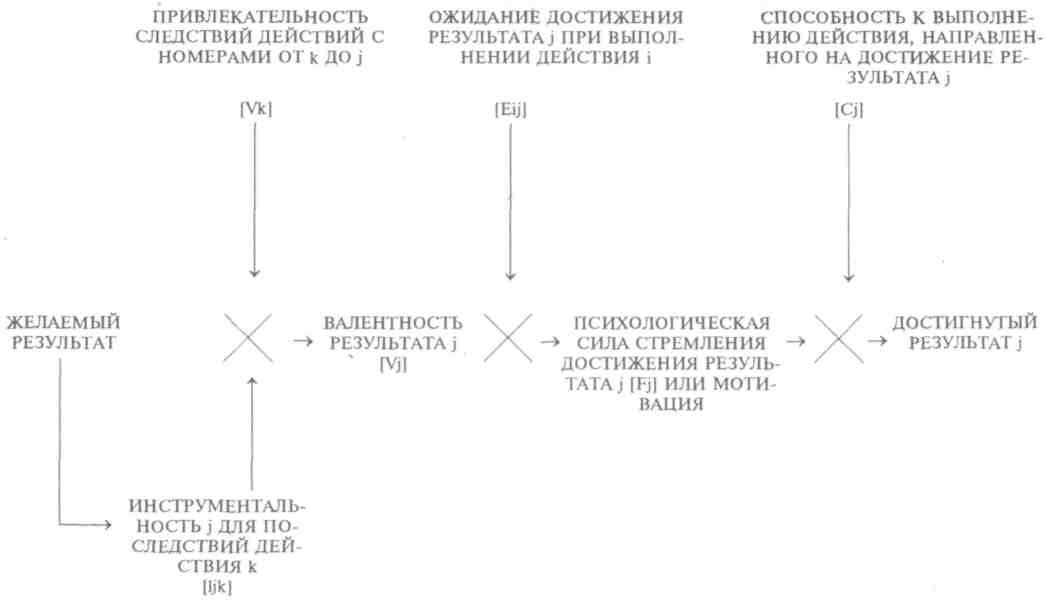 ПРИВЛЕКАТЕЛЬНОСТЬ
СЛЕДСТВИЙ ДЕЙСТВИЙ С
НОМЕРАМИ ОТ k ДО j
[Vk]
ОЖИДАНИЕ ДОСТИЖЕНИЯ
РЕЗУЛЬТАТА j ПРИ ВЫПОЛ-
НЕНИИ ДЕЙСТВИЯ i
[Eij]
СПОСОБНОСТЬ К ВЫПОЛНЕ-
НИЮ ДЕЙСТВИЯ, НАПРАВЛЕН-
НОГО НА ДОСТИЖЕНИЕ РЕ-
ЗУЛЬТАТА j
[Cj]
ЖЕЛАЕМЫЙ
РЕЗУЛЬТАТ
ВАЛЕНТНОСТЬ
РЕЗУЛЬТАТА j
[Vj]
ПСИХОЛОГИЧЕСКАЯ
СИЛА СТРЕМЛЕНИЯ
ДОСТИЖЕНИЯ РЕЗУЛЬ-
ТАТА j [Fj] ИЛИ МОТИ-
ВАЦИЯ
ДОСТИГНУТЫЙ
РЕЗУЛЬТАТ j
ИНСТРУМЕНТАЛЬ-
НОСТЬ j ДЛЯ ПО-
СЛЕДСТВИЙ ДЕЙ-
СТВИЯ k
[Ijk]